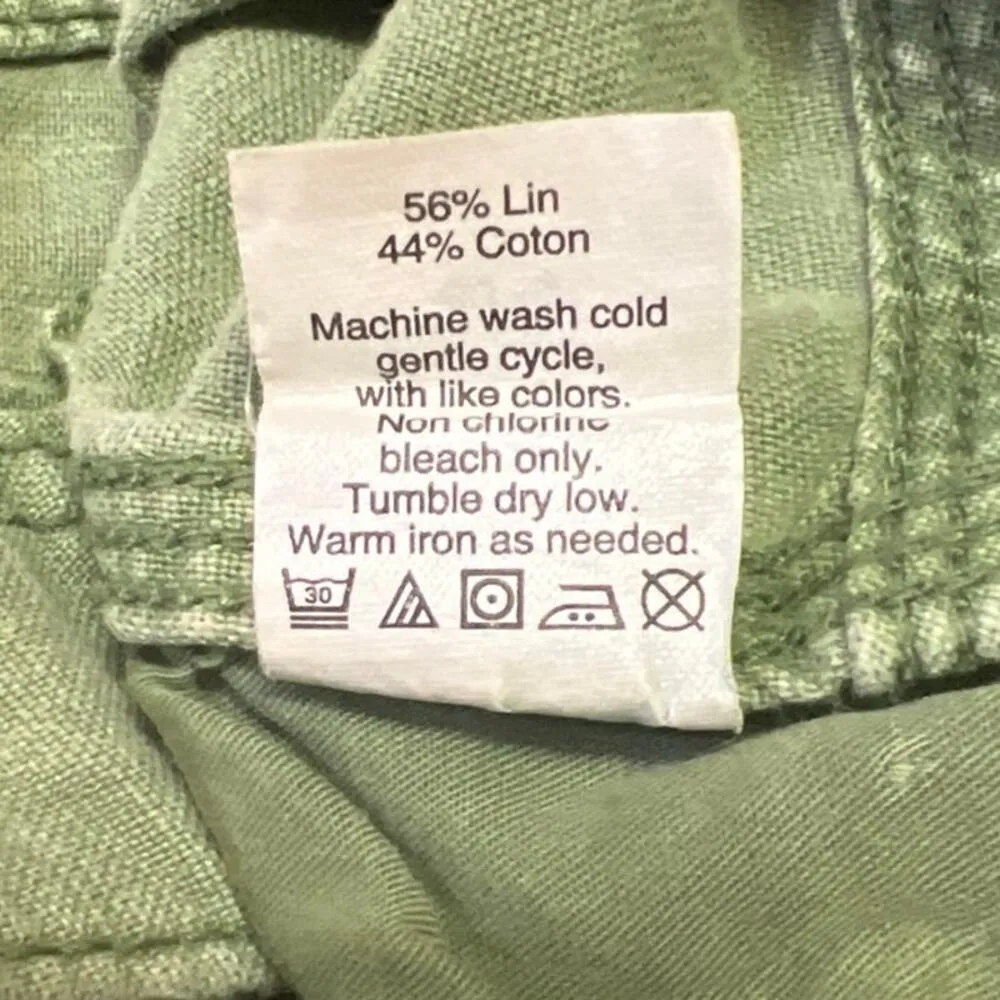 56% Lin
44% Coton
Machine wash cold
gentle cycle,
with like colors.
Non chlorine
bleach only.
Tumble dry low.
Warm iron as needed.
30